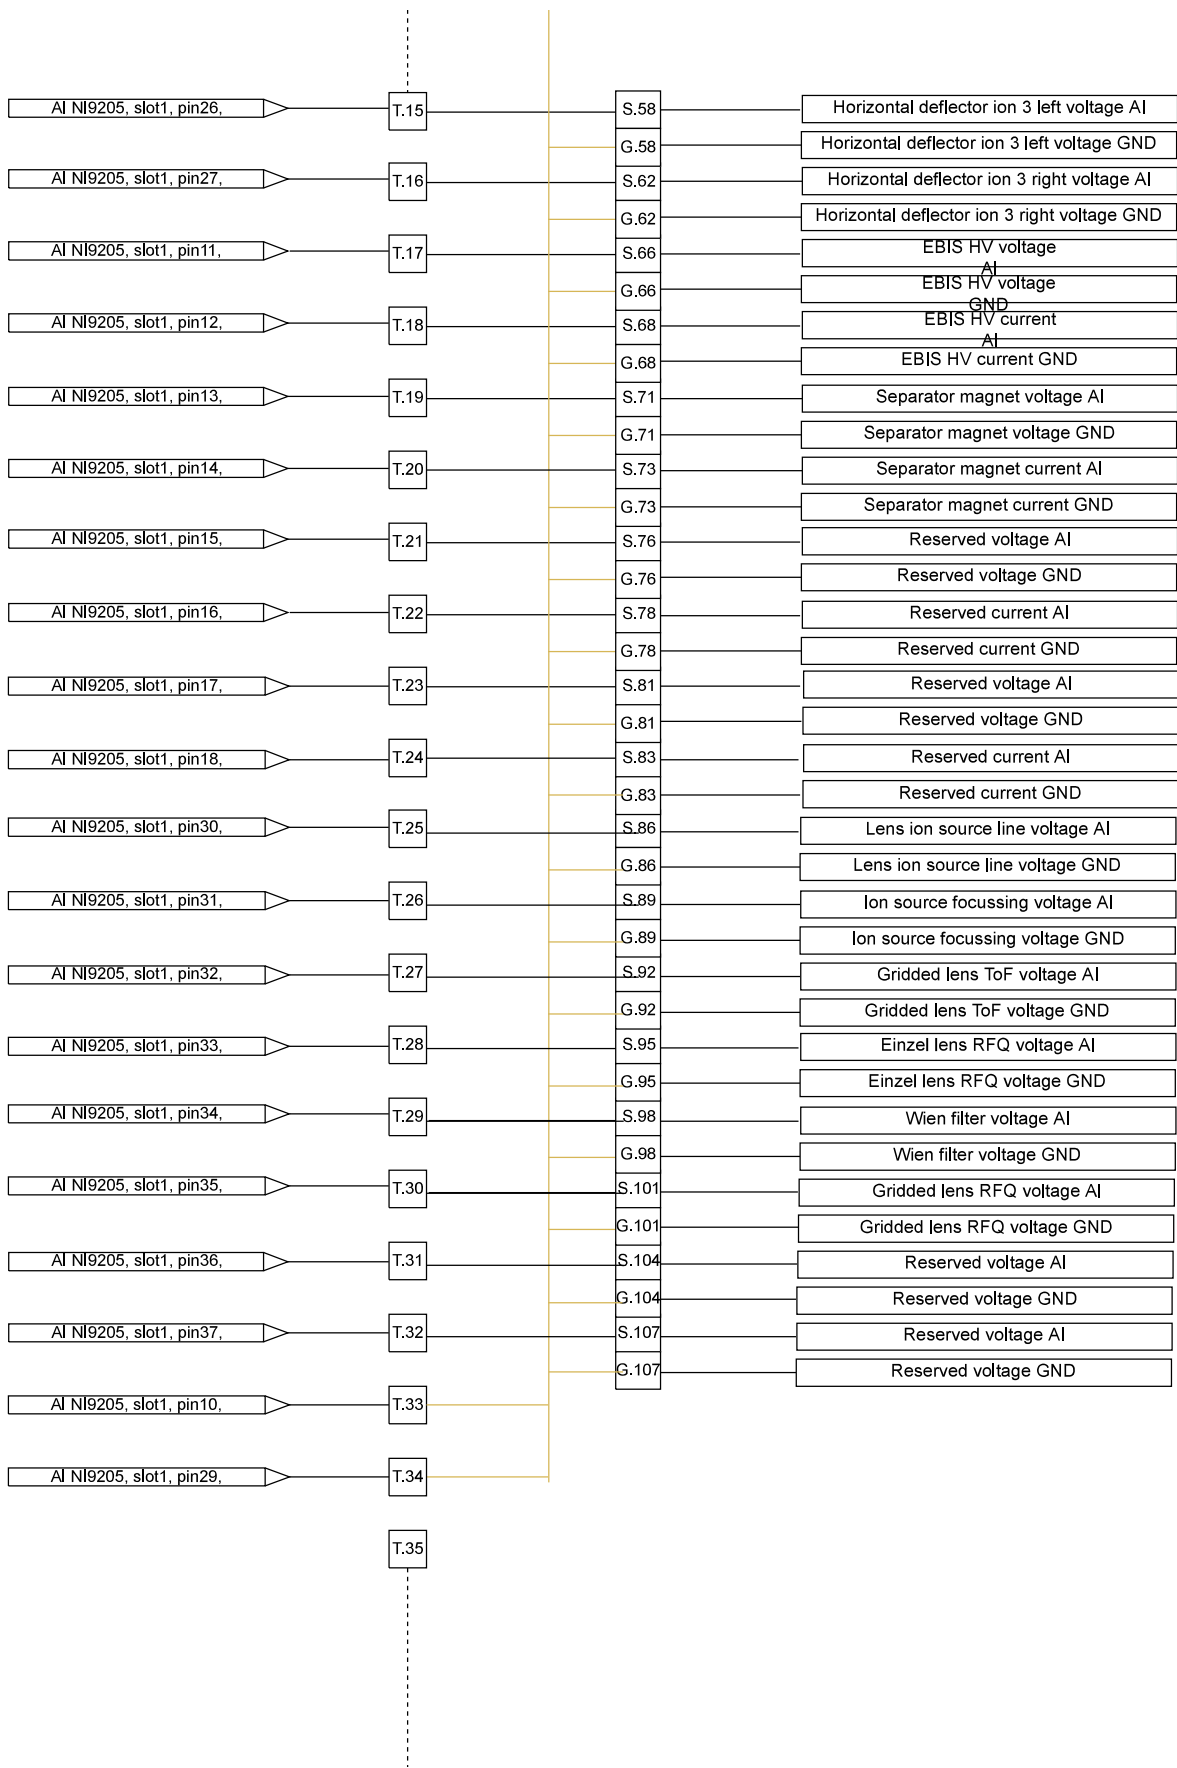 AI NI9205, slot1, pin26,
T.15
S.58
Horizontal deflector ion 3 left voltage AI
G.58
Horizontal deflector ion 3 left voltage GND
AI NI9205, slot1, pin27,
T.16
S.62
Horizontal deflector ion 3 right voltage AI
G.62
Horizontal deflector ion 3 right voltage GND
AI NI9205, slot1, pin11,
T.17
S.66
EBIS HV voltage
AI
G.66
EBIS HV voltage
GND
AI NI9205, slot1, pin12,
T.18
S.68
EBIS HV current
AI
G.68
EBIS HV current GND
AI NI9205, slot1, pin13,
T.19
S.71
Separator magnet voltage AI
G.71
Separator magnet voltage GND
AI NI9205, slot1, pin14,
T.20
S.73
Separator magnet current AI
G.73
Separator magnet current GND
AI NI9205, slot1, pin15,
T.21
S.76
Reserved voltage AI
G.76
Reserved voltage GND
AI NI9205, slot1, pin16,
T.22
S.78
Reserved current AI
G.78
Reserved current GND
AI NI9205, slot1, pin17,
T.23
S.81
Reserved voltage AI
G.81
Reserved voltage GND
AI NI9205, slot1, pin18,
T.24
S.83
Reserved current AI
G.83
Reserved current GND
AI NI9205, slot1, pin30,
T.25
S.86
Lens ion source line voltage AI
G.86
Lens ion source line voltage GND
AI NI9205, slot1, pin31,
T.26
S.89
Ion source focussing voltage AI
G.89
Ion source focussing voltage GND
AI NI9205, slot1, pin32,
T.27
S.92
Gridded lens ToF voltage AI
G.92
Gridded lens ToF voltage GND
AI NI9205, slot1, pin33,
T.28
S.95
Einzel lens RFQ voltage AI
G.95
Einzel lens RFQ voltage GND
AI NI9205, slot1, pin34,
T.29
S.98
Wien filter voltage AI
G.98
Wien filter voltage GND
AI NI9205, slot1, pin35,
T.30
S.101
Gridded lens RFQ voltage AI
G.101
Gridded lens RFQ voltage GND
AI NI9205, slot1, pin36,
T.31
S.104
Reserved voltage AI
G.104
Reserved voltage GND
AI NI9205, slot1, pin37,
T.32
S.107
Reserved voltage AI
G.107
Reserved voltage GND
AI NI9205, slot1, pin10,
T.33
AI NI9205, slot1, pin29,
T.34
T.35